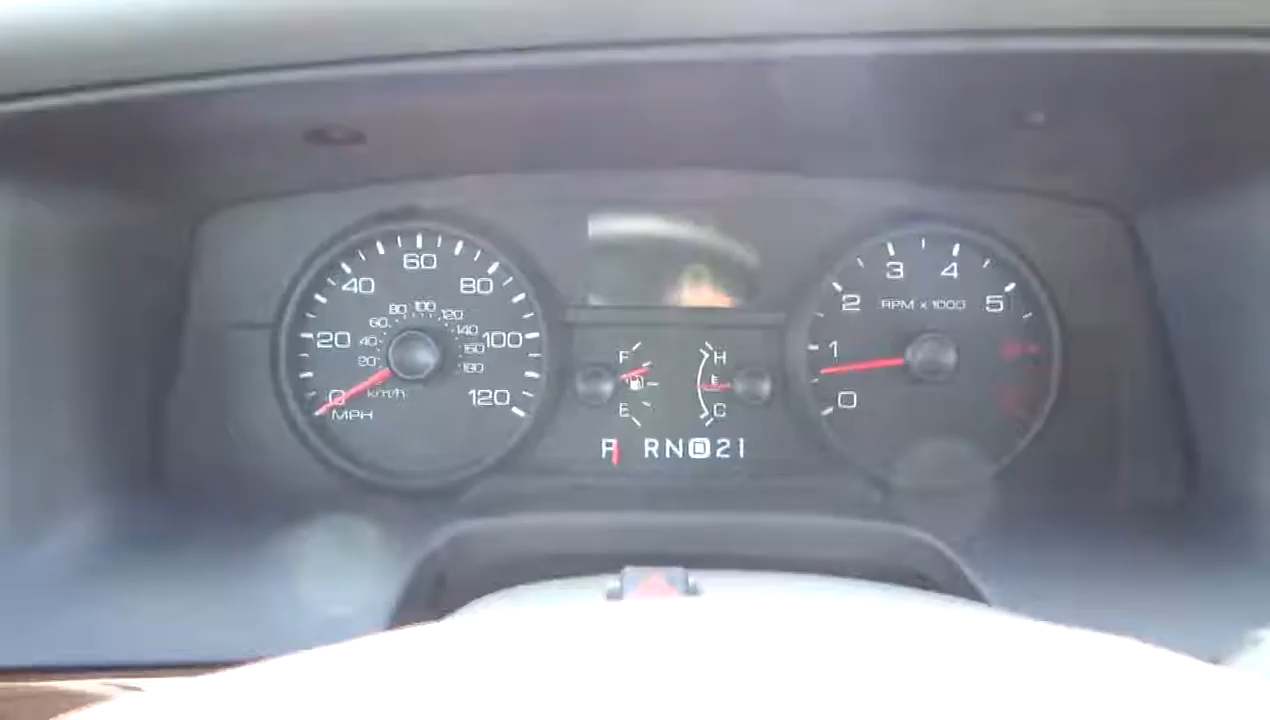 20 40 60 80 100 120
20 40 60 80 100 120 140 160 180
km/h
0
MPH
F
E
H
C
P R N D 2 1
0 1 2 3 4 5
RPM x 1000